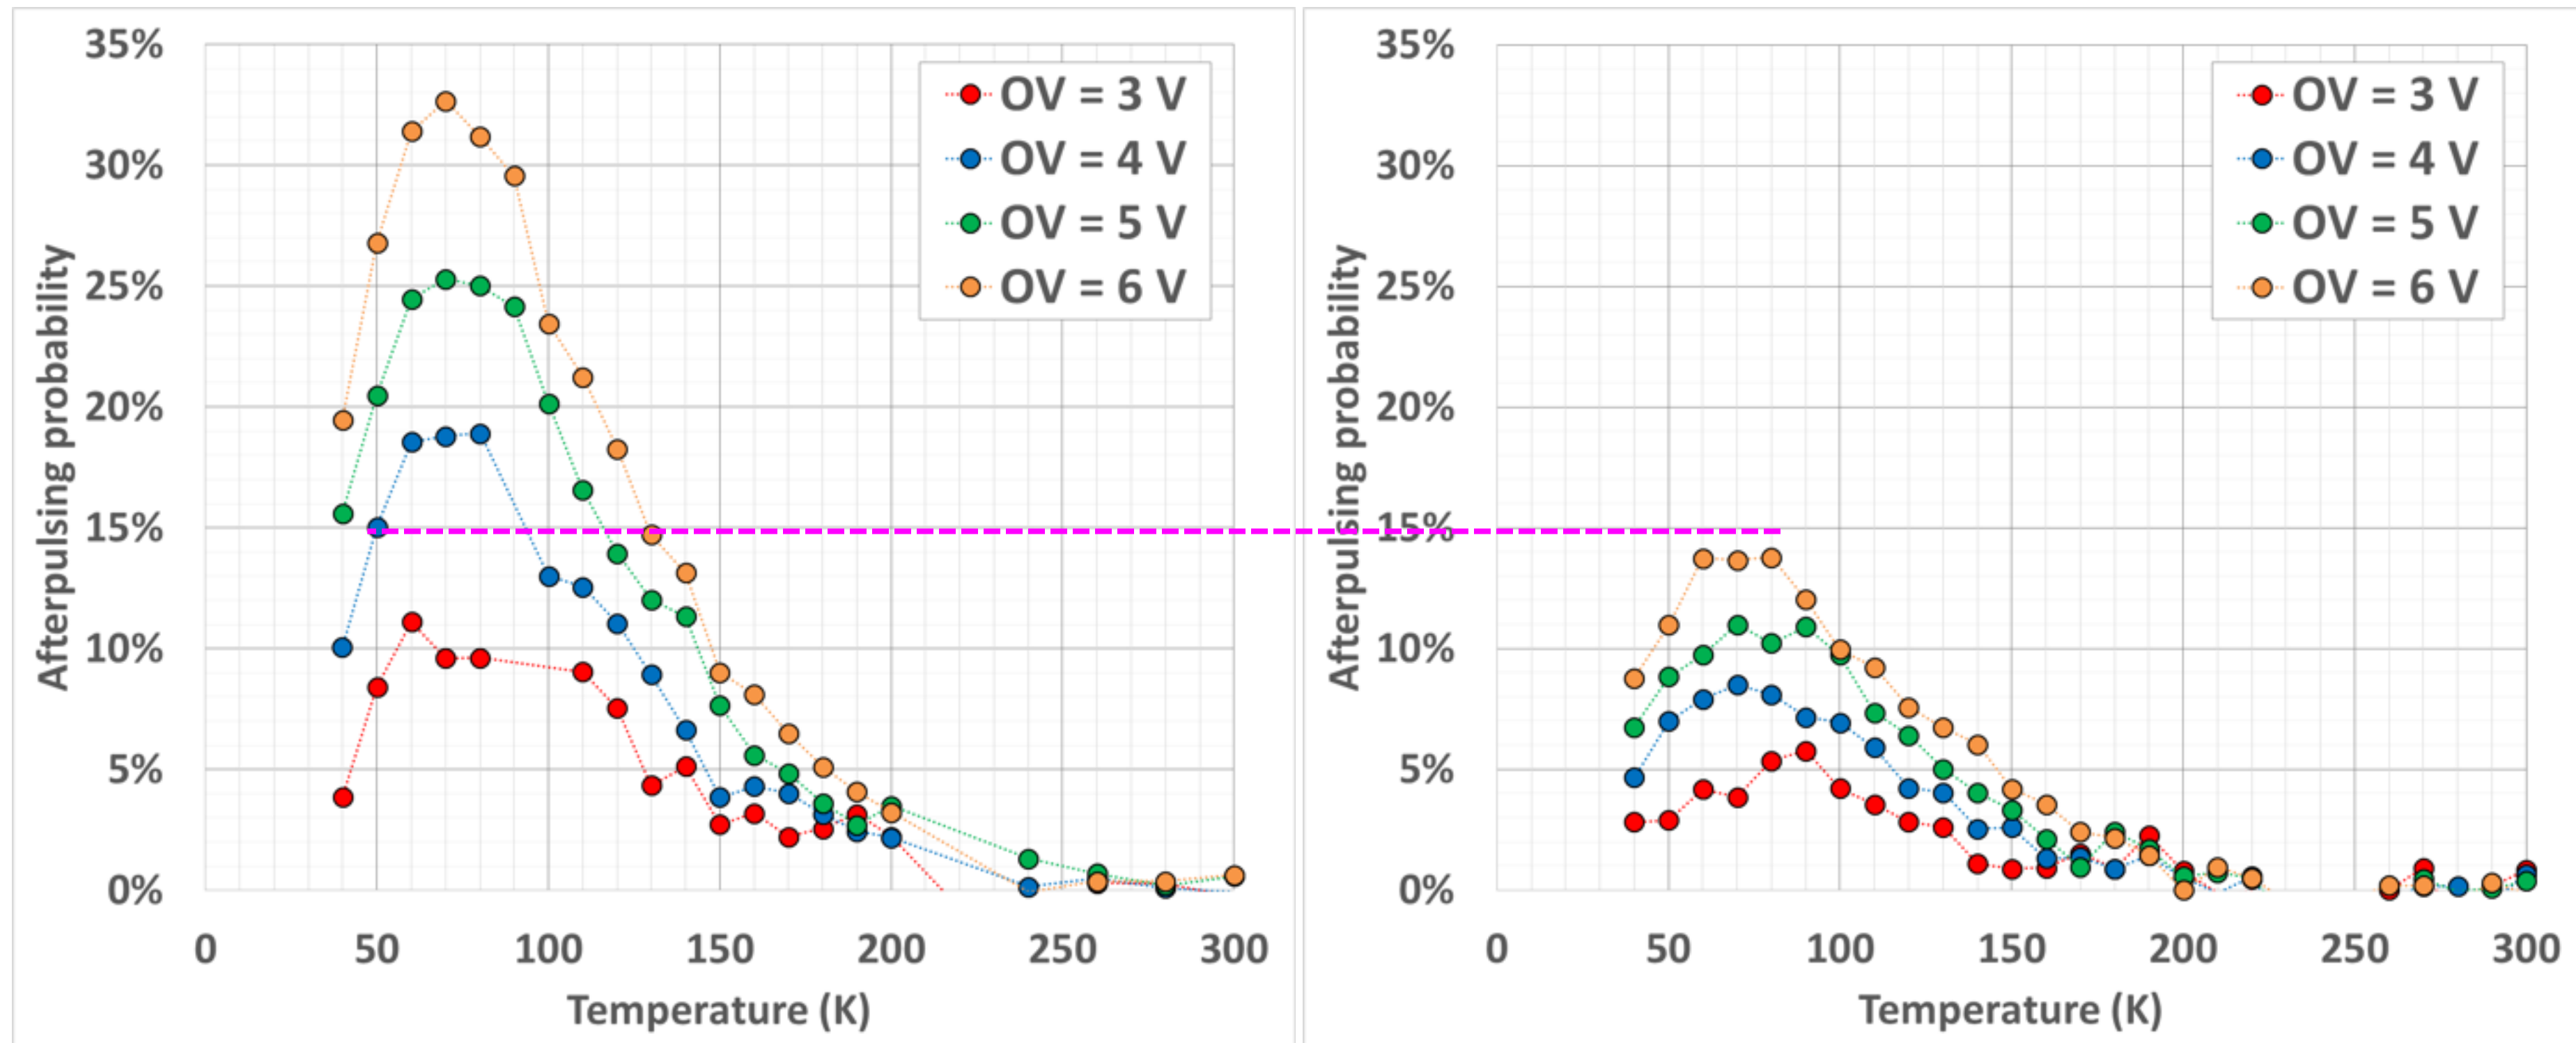 Afterpulsing probability
35%
30%
25%
20%
15%
10%
5%
0%
OV = 3 V
OV = 4 V
OV = 5 V
OV = 6 V
0 50 100 150 200 250 300
Temperature (K)
Afterpulsing probability
35%
30%
25%
20%
15%
10%
5%
0%
OV = 3 V
OV = 4 V
OV = 5 V
OV = 6 V
0 50 100 150 200 250 300
Temperature (K)